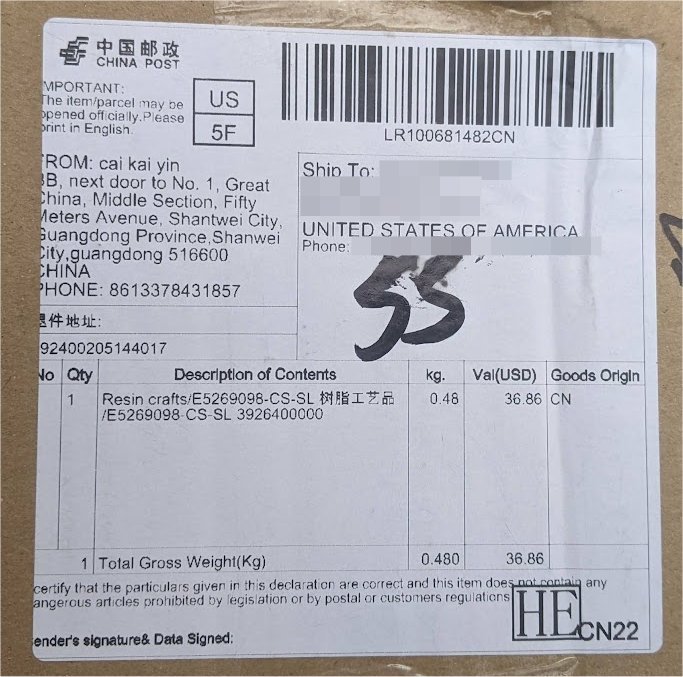 中国邮政
CHINA POST
MPORTANT:
The item/parcel may be
opened officially.Please
print in English.
US
5F
LR100681482CN
FROM: cai kai yin
3B, next door to No. 1, Great
China, Middle Section, Fifty
Meters Avenue, Shantwei City,
Guangdong Province,Shanwei
City,guangdong 516600
CHINA
PHONE: 8613378431857
Ship To:
UNITED STATES OF AMERICA
Phone:
55
退件地址:
92400205144017
No Qty Description of Contents kg. Val(USD) Goods Origin
1 Resin crafts/E5269098-CS-SL 树脂工艺品 0.48 36.86 CN
/E5269098-CS-SL 3926400000
1 Total Gross Weight(Kg) 0.480 36.86
certify that the particulars given in this declaration are correct and this item does not contain any
angerous articles prohibited by legislation or by postal or customers regulations
HE
CN22
ender's signature& Data Signed: